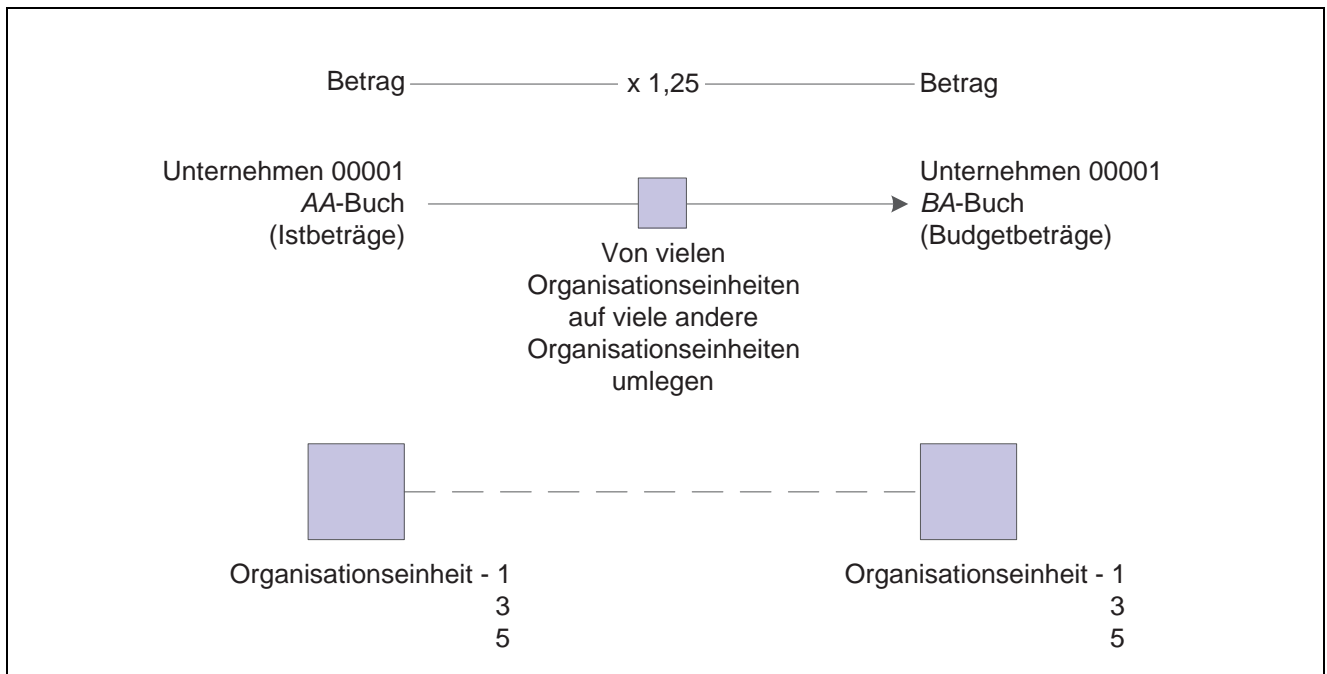 Betrag x 1,25 Betrag
Unternehmen 00001
AA-Buch
(Istbeträge)
Unternehmen 00001
BA-Buch
(Budgetbeträge)
Von vielen
Organisationseinheiten
auf viele andere
Organisationseinheiten
umlegen
Organisationseinheit - 1
3
5
Organisationseinheit - 1
3
5